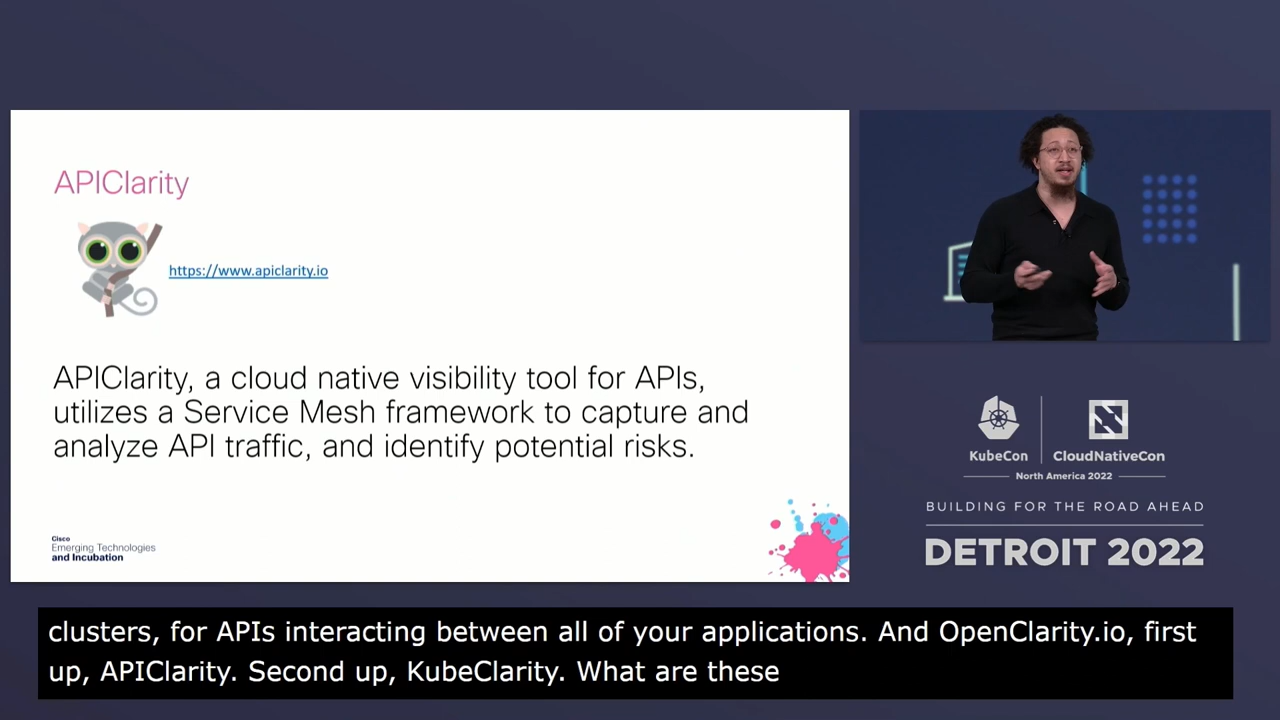 APIClarity
https://www.apiclarity.io
APIClarity, a cloud native visibility tool for APIs,
utilizes a Service Mesh framework to capture and
analyze API traffic, and identify potential risks.
Cisco
Emerging Technologies
and Incubation
KubeCon
CloudNativeCon
North America 2022
BUILDING FOR THE ROAD AHEAD
DETROIT 2022
clusters, for APIs interacting between all of your applications. And OpenClarity.io, first
up, APIClarity. Second up, KubeClarity. What are these